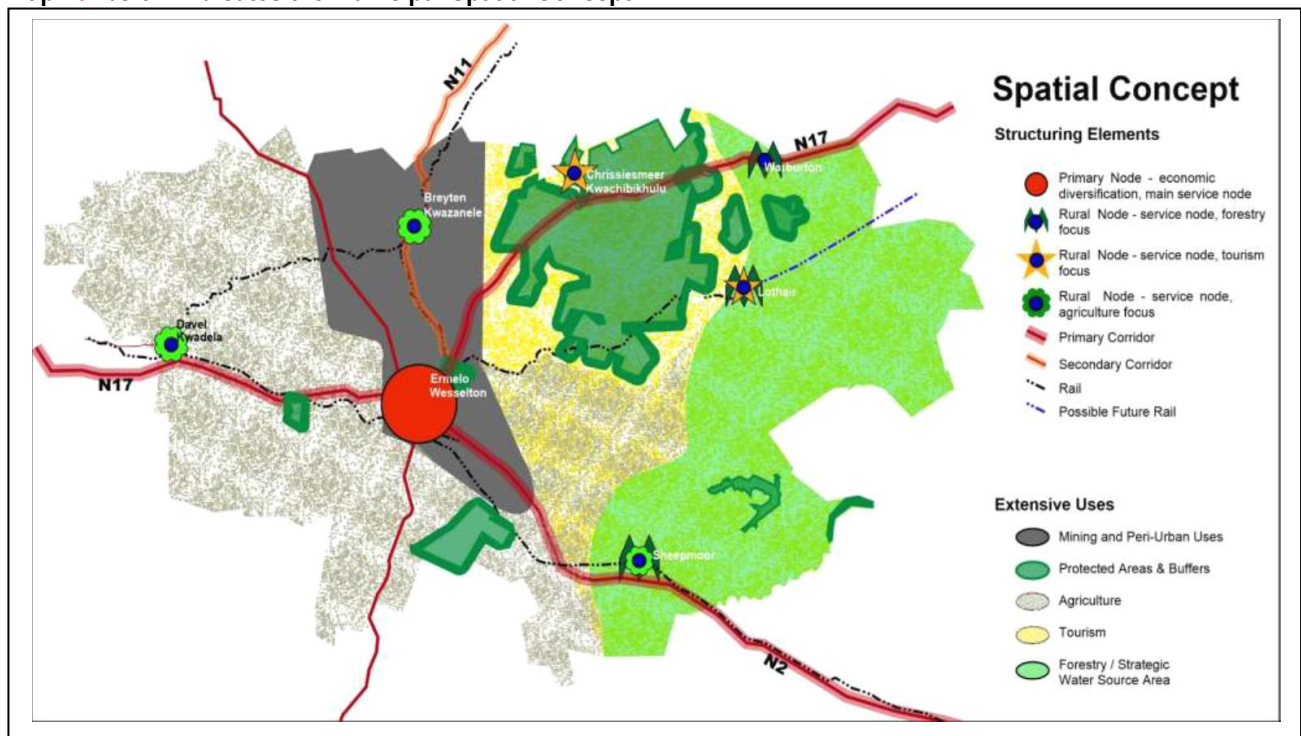 N11
Spatial Concept
Structuring Elements
Primary Node - economic
diversification, main service node
Rural Node - service node, forestry
focus
Rural Node - service node, tourism
focus
Rural Node - service node,
agriculture focus
Primary Corridor
Secondary Corridor
Rail
Possible Future Rail
Extensive Uses
Mining and Peri-Urban Uses
Protected Areas & Buffers
Agriculture
Tourism
Forestry / Strategic
Water Source Area
N17
Warburton
Chrissiesmeer
Kwachibikhulu
Breyten
Kwazanele
Lothair
Davel
Kwadela
N17
Ermelo
Wesselton
Sheepmoor
N2